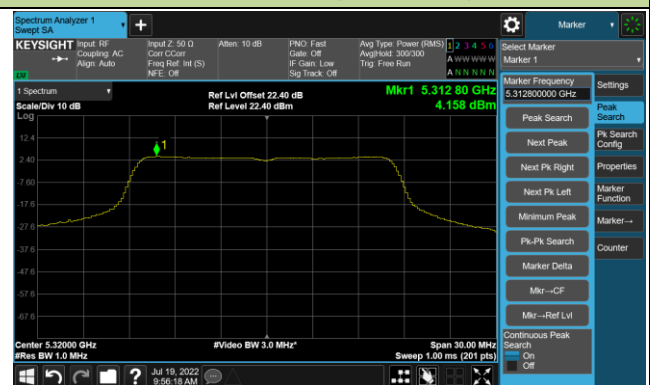 Spectrum Analyzer 1
Swept SA
+
Marker
KEYSIGHT
Input: RF
Coupling: AC
Align: Auto
Input Z: 50 Ω
Corr CCorr
Freq Ref: Int (S)
NFE: Off
Atten: 10 dB
PNO: Fast
Gate: Off
IF Gain: Low
Sig Track: Off
Avg Type: Power (RMS)
Avg|Hold: 300/300
Trig: Free Run
1 2 3 4 5 6
A W W W W W
A N N N N N
LXI
Select Marker
Marker 1
1 Spectrum
Scale/Div 10 dB
Log
Ref Lvl Offset 22.40 dB
Ref Level 22.40 dBm
Mkr1 5.312 80 GHz
4.158 dBm
1
12.4
2.40
-7.60
-17.6
-27.6
-37.6
-47.6
-57.6
-67.6
Center 5.32000 GHz
#Res BW 1.0 MHz
#Video BW 3.0 MHz*
Span 30.00 MHz
Sweep 1.00 ms (201 pts)
Marker Frequency
5.312800000 GHz
Peak Search
Next Peak
Next Pk Right
Next Pk Left
Minimum Peak
Pk-Pk Search
Marker Delta
Mkr→CF
Mkr→Ref Lvl
Continuous Peak
Search
On
Off
Settings
Peak
Search
Pk Search
Config
Properties
Marker
Function
Marker→
Counter
?
Jul 19, 2022
9:56:18 AM